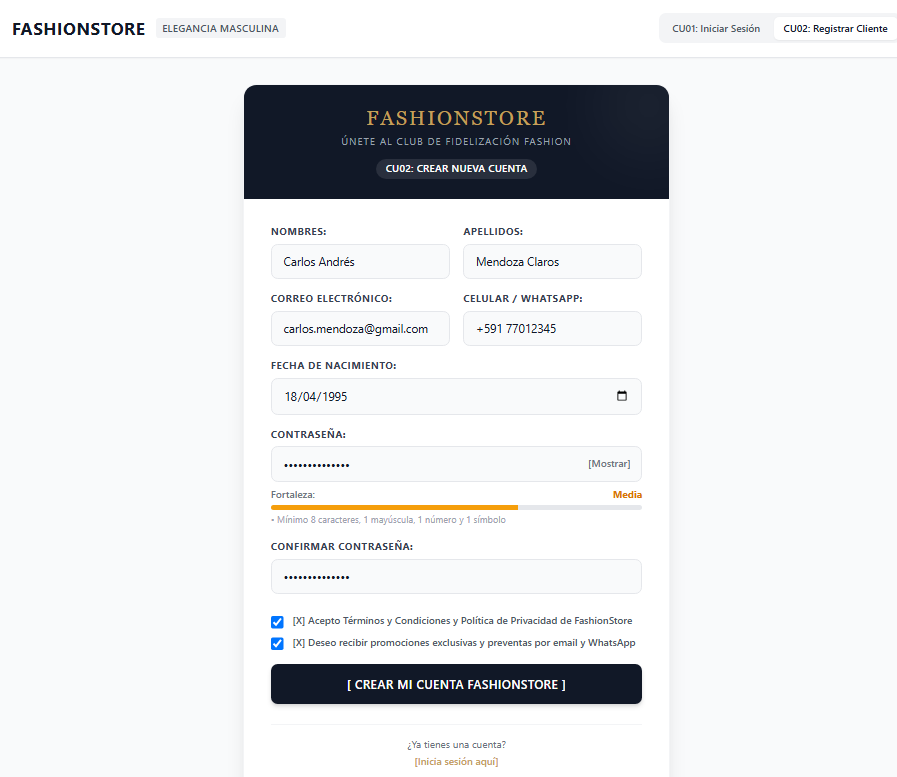 FASHIONSTORE ELEGANCIA MASCULINA CU01: Iniciar Sesión CU02: Registrar Cliente
FASHIONSTORE
ÚNETE AL CLUB DE FIDELIZACIÓN FASHION
CU02: CREAR NUEVA CUENTA
NOMBRES: APELLIDOS:
Carlos Andrés Mendoza Claros
CORREO ELECTRÓNICO: CELULAR / WHATSAPP:
carlos.mendoza@gmail.com +591 77012345
FECHA DE NACIMIENTO:
18/04/1995
CONTRASEÑA:
•••••••••••••• [Mostrar]
Fortaleza: Media
• Mínimo 8 caracteres, 1 mayúscula, 1 número y 1 símbolo
CONFIRMAR CONTRASEÑA:
••••••••••••••
[X] Acepto Términos y Condiciones y Política de Privacidad de FashionStore
[X] Deseo recibir promociones exclusivas y preventas por email y WhatsApp
[ CREAR MI CUENTA FASHIONSTORE ]
¿Ya tienes una cuenta?
[Inicia sesión aquí]